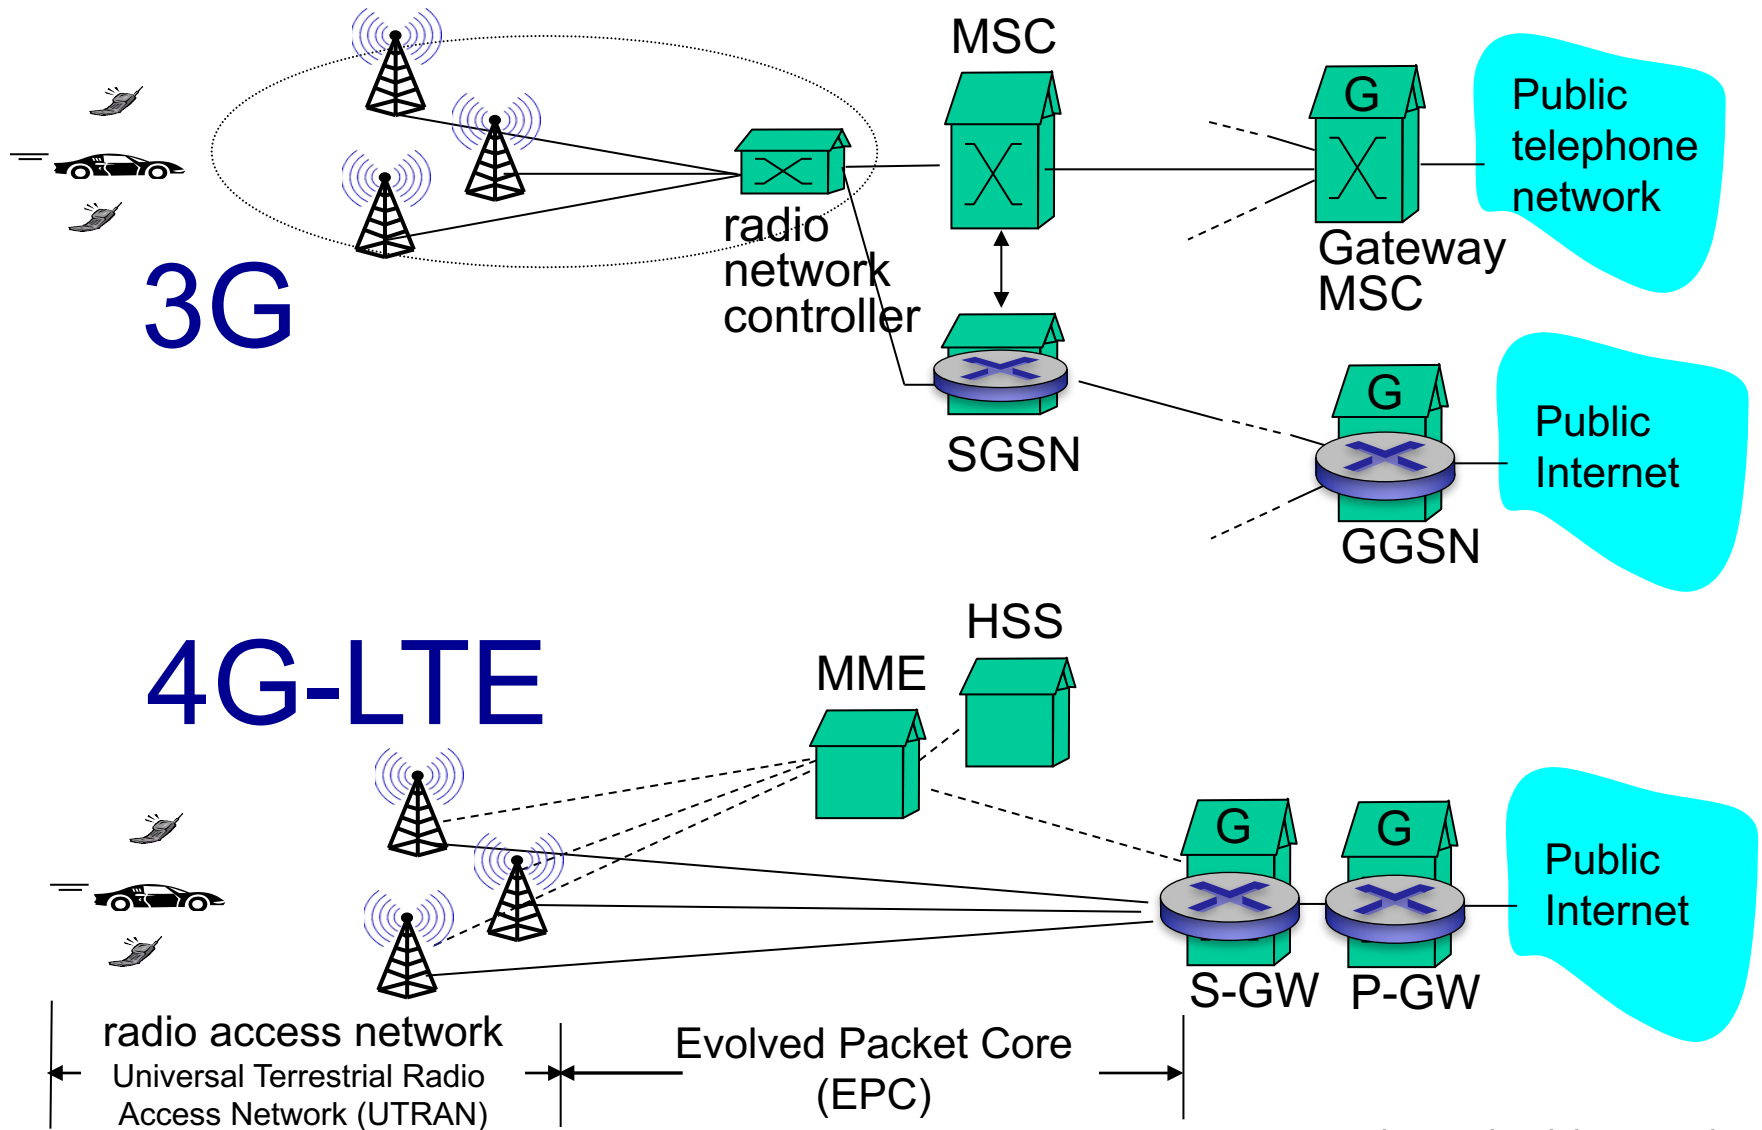 MSC
G
Public
telephone
network
radio
network
controller
Gateway
MSC
3G
G
Public
Internet
SGSN
GGSN
HSS
4G-LTE
MME
G
G
Public
Internet
S-GW
P-GW
radio access network
Universal Terrestrial Radio
Access Network (UTRAN)
Evolved Packet Core
(EPC)